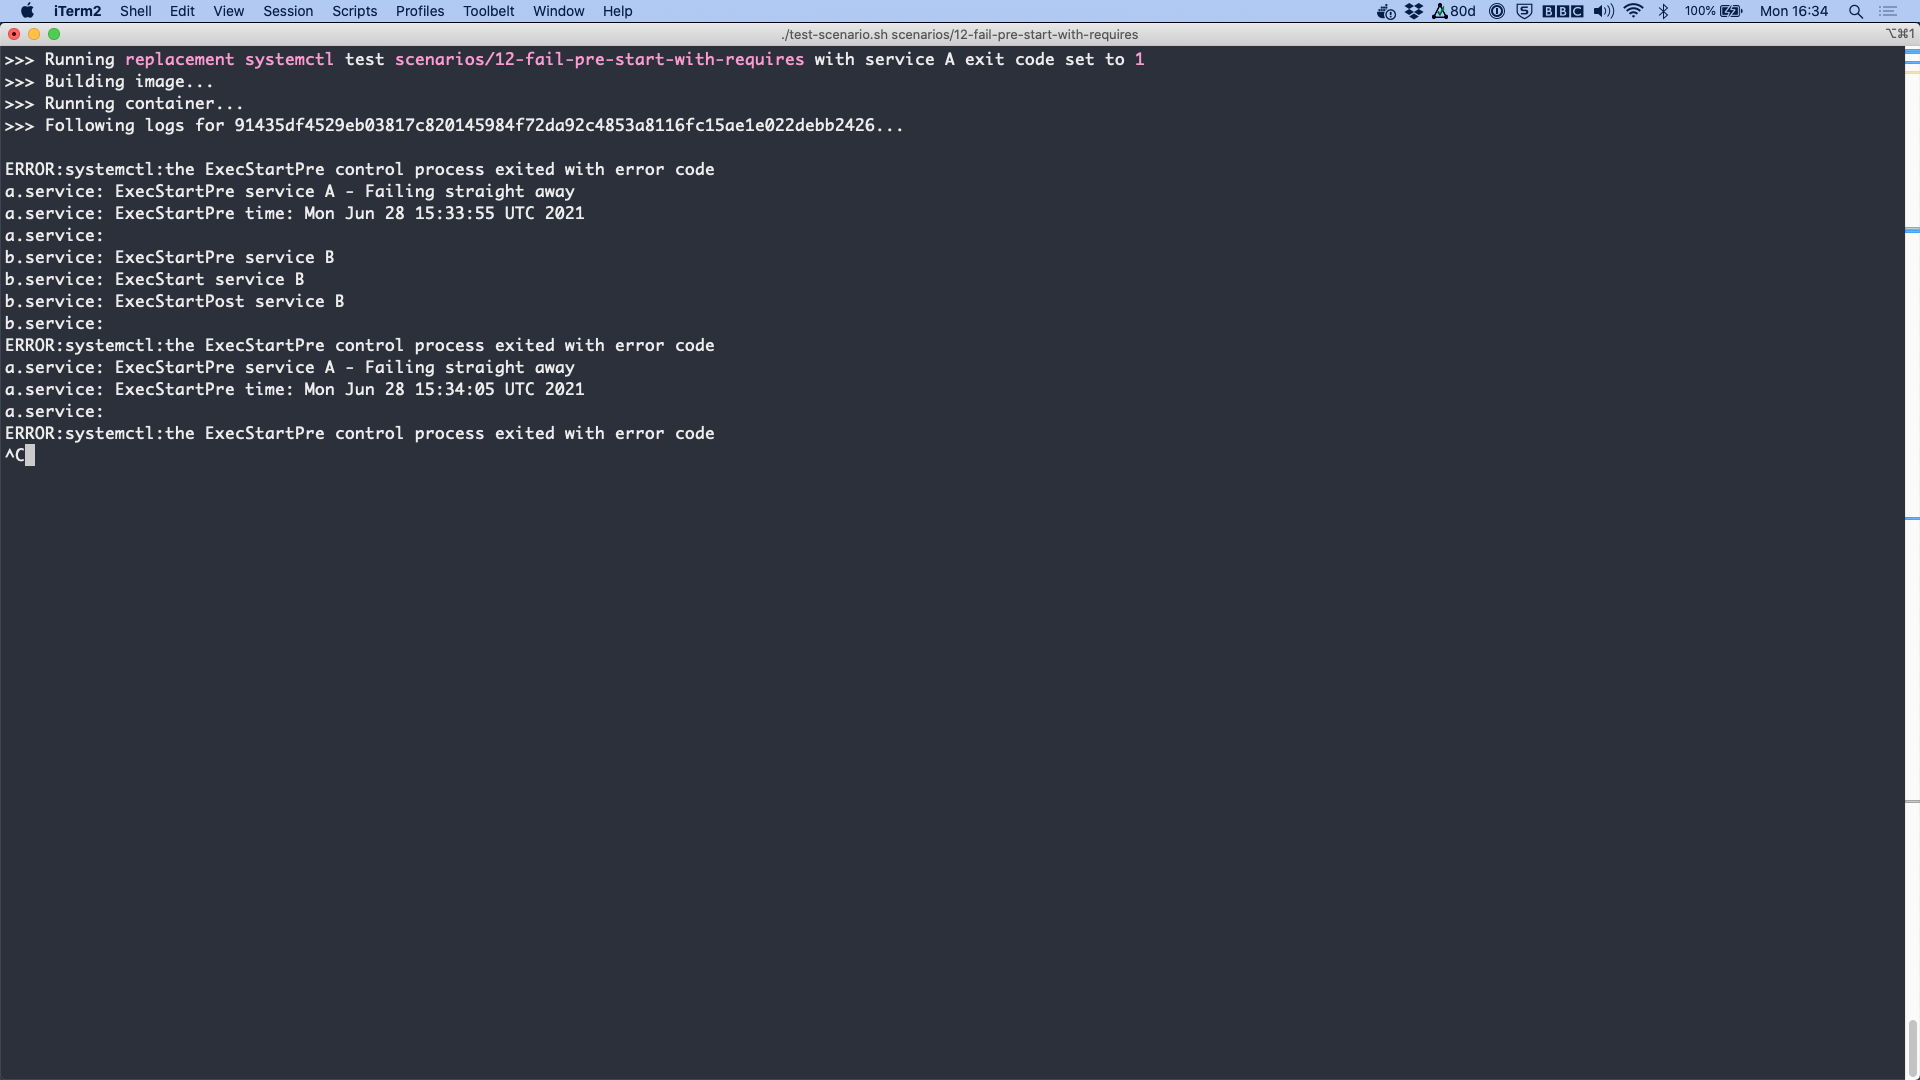 iTerm2 Shell Edit View Session Scripts Profiles Toolbelt Window Help 80d BBC 100% Mon 16:34
./test-scenario.sh scenarios/12-fail-pre-start-with-requires ⌥⌘1
>>> Running replacement systemctl test scenarios/12-fail-pre-start-with-requires with service A exit code set to 1
>>> Building image...
>>> Running container...
>>> Following logs for 91435df4529eb03817c820145984f72da92c4853a8116fc15ae1e022debb2426...
ERROR:systemctl:the ExecStartPre control process exited with error code
a.service: ExecStartPre service A - Failing straight away
a.service: ExecStartPre time: Mon Jun 28 15:33:55 UTC 2021
a.service:
b.service: ExecStartPre service B
b.service: ExecStart service B
b.service: ExecStartPost service B
b.service:
ERROR:systemctl:the ExecStartPre control process exited with error code
a.service: ExecStartPre service A - Failing straight away
a.service: ExecStartPre time: Mon Jun 28 15:34:05 UTC 2021
a.service:
ERROR:systemctl:the ExecStartPre control process exited with error code
^C